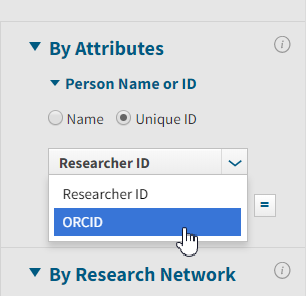 By Attributes
Person Name or ID
Name Unique ID
Researcher ID
Researcher ID
ORCID
=
By Research Network